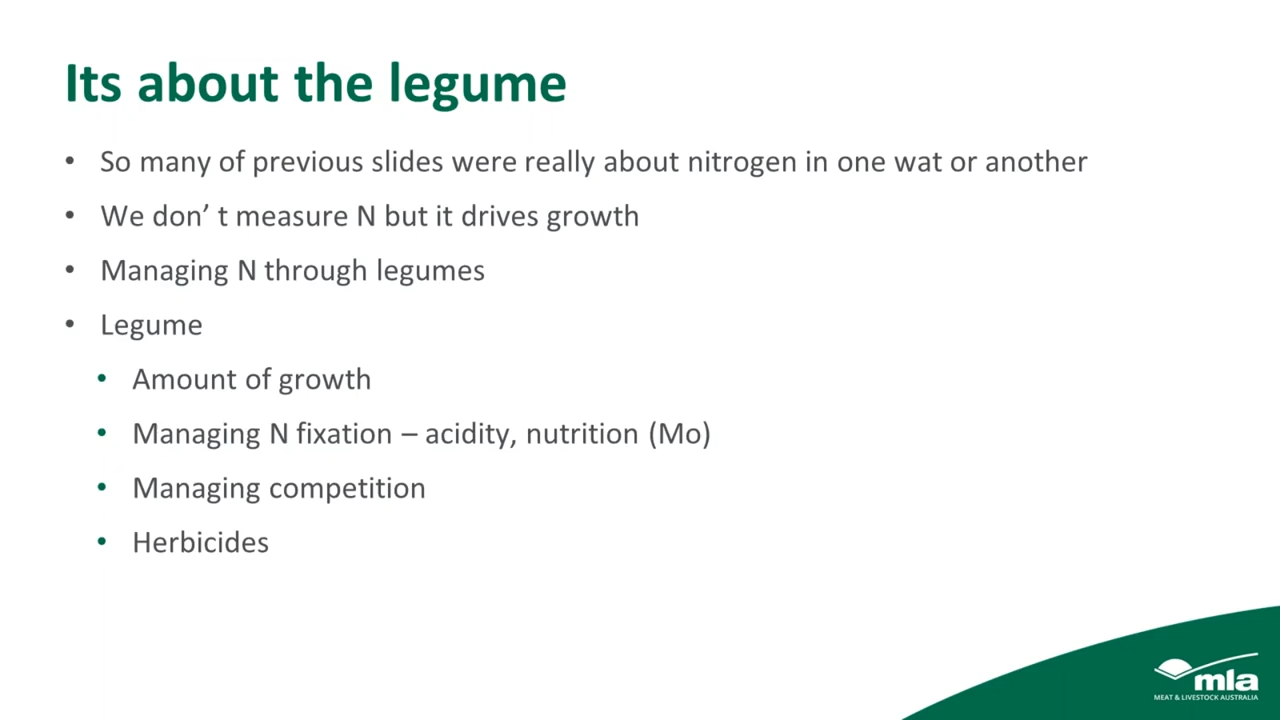 Its about the legume
• So many of previous slides were really about nitrogen in one wat or another
• We don’ t measure N but it drives growth
• Managing N through legumes
• Legume
• Amount of growth
• Managing N fixation – acidity, nutrition (Mo)
• Managing competition
• Herbicides
mla
MEAT & LIVESTOCK AUSTRALIA